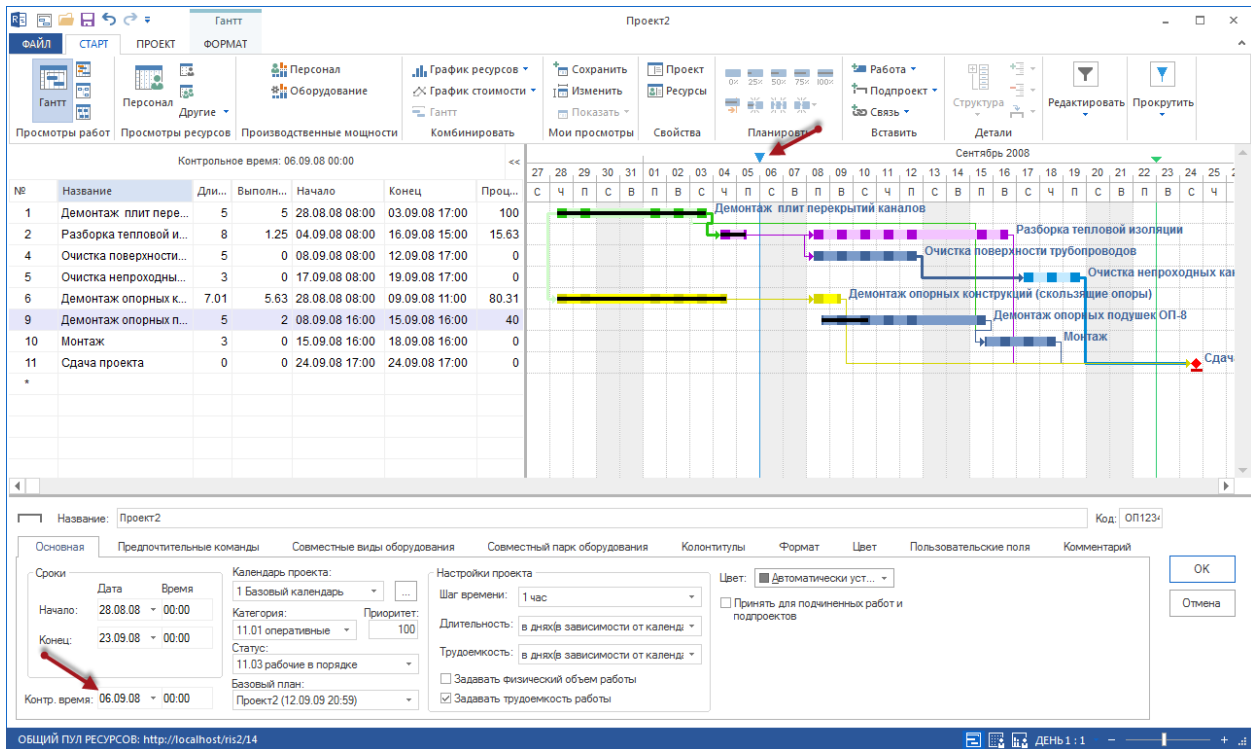 Гантт
Проект2
ФАЙЛ СТАРТ ПРОЕКТ ФОРМАТ
Гантт
Персонал
Другие
Персонал
Оборудование
График ресурсов
График стоимости
Гантт
Сохранить
Изменить
Показать
Проект
Ресурсы
0× 25× 50× 75× 100×
Работа
Подпроект
Связь
Структура
Редактировать Прокрутить
Просмотры работ Просмотры ресурсов Производственные мощности Комбинировать Мои просмотры Свойства Планировать Вставить Детали
Контрольное время: 06.09.08 00:00 <<
Сентябрь 2008
27 28 29 30 31 01 02 03 04 05 06 07 08 09 10 11 12 13 14 15 16 17 18 19 20 21 22 23 24 25
С Ч П С В П В С Ч П С В П В С Ч П С В П В С Ч П С В П В С Ч
№ Название Дли... Выполн... Начало Конец Проц...
1 Демонтаж плит пере... 5 5 28.08.08 08:00 03.09.08 17:00 100
2 Разборка тепловой и... 8 1.25 04.09.08 08:00 16.09.08 15:00 15.63
4 Очистка поверхности... 5 0 08.09.08 08:00 12.09.08 17:00 0
5 Очистка непроходны... 3 0 17.09.08 08:00 19.09.08 17:00 0
6 Демонтаж опорных к... 7.01 5.63 28.08.08 08:00 09.09.08 11:00 80.31
9 Демонтаж опорных п... 5 2 08.09.08 16:00 15.09.08 16:00 40
10 Монтаж 3 0 15.09.08 16:00 18.09.08 16:00 0
11 Сдача проекта 0 0 24.09.08 17:00 24.09.08 17:00 0
*
Демонтаж плит перекрытий каналов
Разборка тепловой изоляции
Очистка поверхности трубопроводов
Очистка непроходных кан
Демонтаж опорных конструкций (скользящие опоры)
Демонтаж опорных подушек ОП-8
Монтаж
Сдач
Название: Проект2 Код: ОП1234
Основная Предпочтительные команды Совместные виды оборудования Совместный парк оборудования Колонтитулы Формат Цвет Пользовательские поля Комментарий
Сроки
Дата Время
Начало: 28.08.08 00:00
Конец: 23.09.08 00:00
Контр. время: 06.09.08 00:00
Календарь проекта:
1 Базовый календарь ...
Категория: Приоритет:
11.01 оперативные 100
Статус:
11.03 рабочие в порядке
Базовый план:
Проект2 (12.09.09 20:59)
Настройки проекта
Шаг времени: 1 час
Длительность: в днях(в зависимости от календа
Трудоемкость: в днях(в зависимости от календа
Задавать физический объем работы
Задавать трудоемкость работы
Цвет: Автоматически уст...
Принять для подчиненных работ и
подпроектов
ОК
Отмена
ОБЩИЙ ПУЛ РЕСУРСОВ: http://localhost/ris2/14
ДЕНЬ 1 : 1